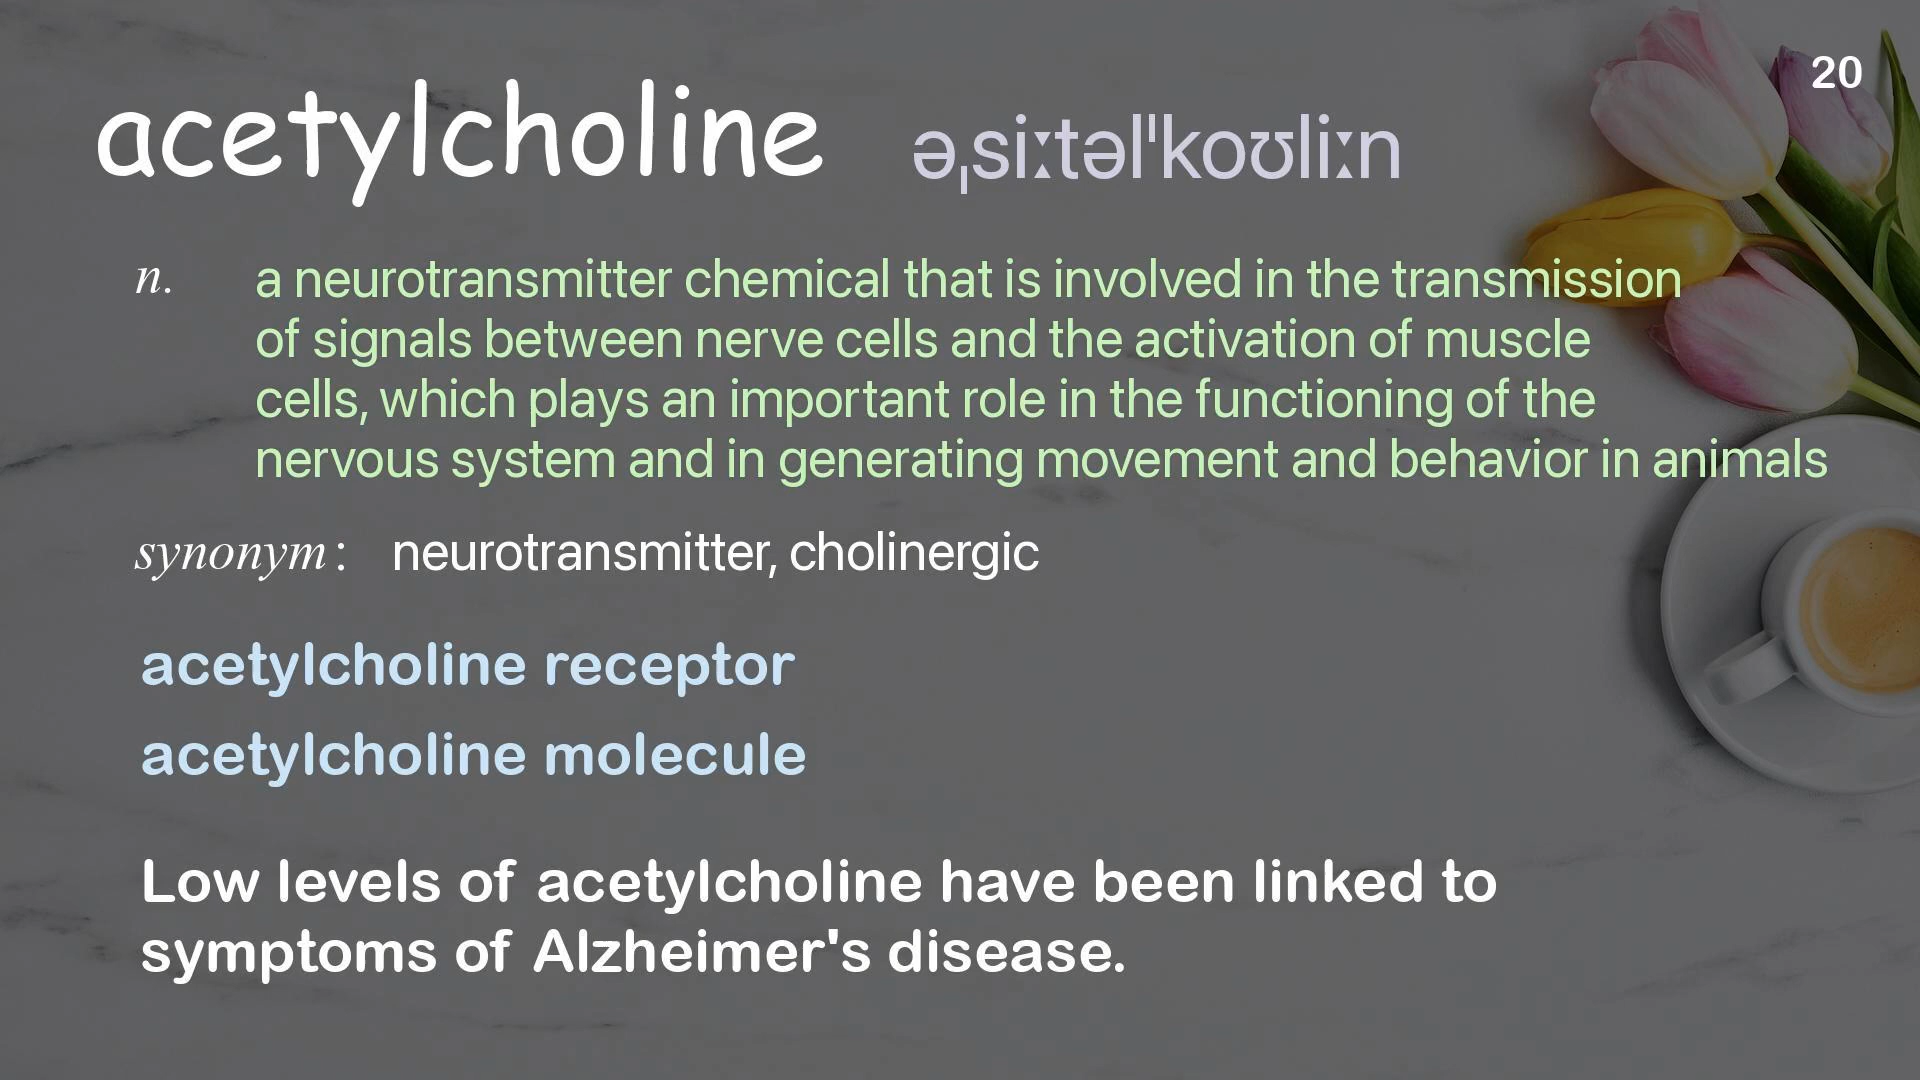 20
acetylcholine əˌsiːtəlˈkoʊliːn
n. a neurotransmitter chemical that is involved in the transmission
of signals between nerve cells and the activation of muscle
cells, which plays an important role in the functioning of the
nervous system and in generating movement and behavior in animals
synonym: neurotransmitter, cholinergic
acetylcholine receptor
acetylcholine molecule
Low levels of acetylcholine have been linked to
symptoms of Alzheimer's disease.